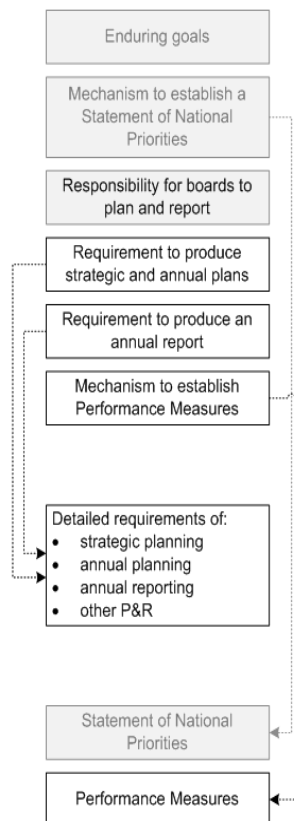 Enduring goals
Mechanism to establish a
Statement of National
Priorities
Responsibility for boards to
plan and report
Requirement to produce
strategic and annual plans
Requirement to produce an
annual report
Mechanism to establish
Performance Measures
Detailed requirements of:
• strategic planning
• annual planning
• annual reporting
• other P&R
Statement of National
Priorities
Performance Measures